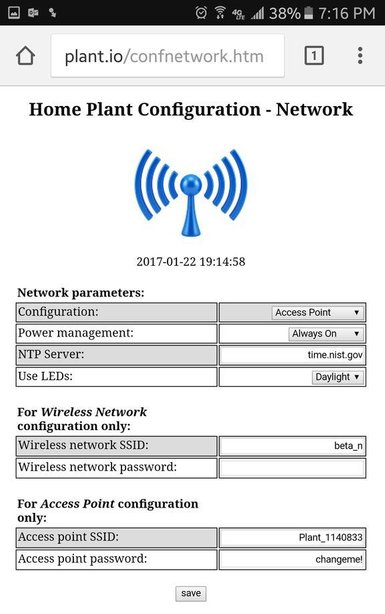 38% 7:16 PM
plant.io/confnetwork.htm 1
Home Plant Configuration - Network
2017-01-22 19:14:58
Network parameters:
Configuration: Access Point
Power management: Always On
NTP Server: time.nist.gov
Use LEDs: Daylight
For Wireless Network
configuration only:
Wireless network SSID: beta_n
Wireless network password:
For Access Point configuration
only:
Access point SSID: Plant_1140833
Access point password: changeme!
save